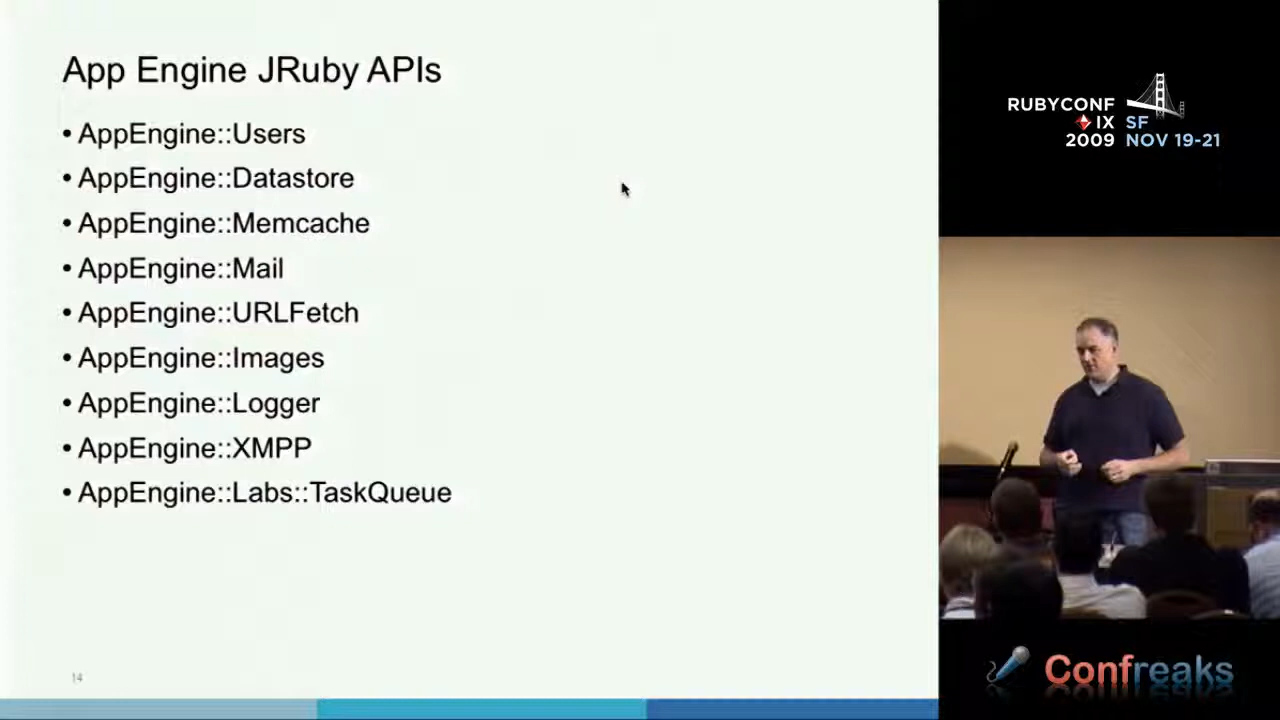 App Engine JRuby APIs
• AppEngine::Users
• AppEngine::Datastore
• AppEngine::Memcache
• AppEngine::Mail
• AppEngine::URLFetch
• AppEngine::Images
• AppEngine::Logger
• AppEngine::XMPP
• AppEngine::Labs::TaskQueue
14
RUBYCONF
IX SF
2009 NOV 19-21
Confreaks